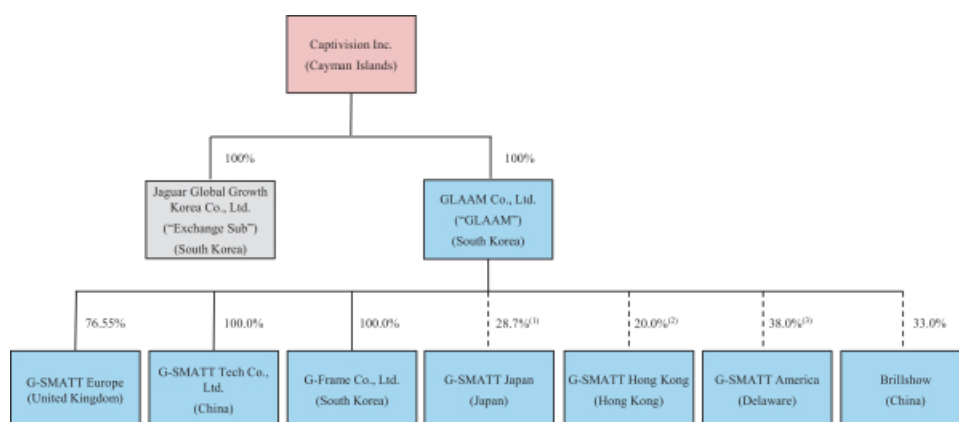 Captivision Inc.
(Cayman Islands)
100%
100%
Jaguar Global Growth
Korea Co., Ltd.
(“Exchange Sub”)
(South Korea)
GLAAM Co., Ltd.
(“GLAAM”)
(South Korea)
76.55%
100.0%
100.0%
28.7%(1)
20.0%(2)
38.0%(3)
33.0%
G-SMATT Europe
(United Kingdom)
G-SMATT Tech Co.,
Ltd.
(China)
G-Frame Co., Ltd.
(South Korea)
G-SMATT Japan
(Japan)
G-SMATT Hong Kong
(Hong Kong)
G-SMATT America
(Delaware)
Brillshow
(China)